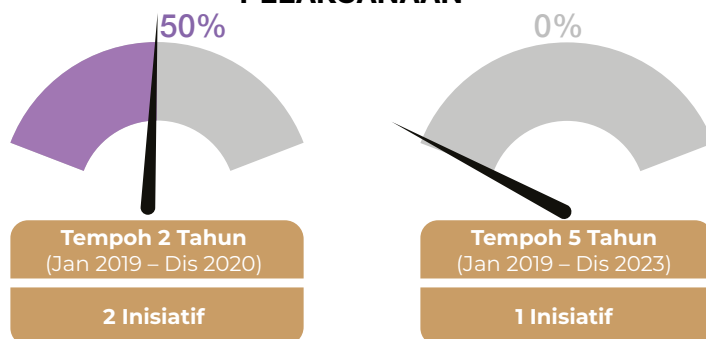 PELAKSANAAN
50%
0%
Tempoh 2 Tahun
(Jan 2019 – Dis 2020)
2 Inisiatif
Tempoh 5 Tahun
(Jan 2019 – Dis 2023)
1 Inisiatif